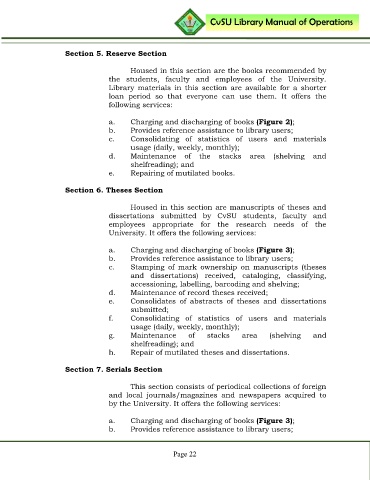 CvSU Library Manual of Operations
Section 5. Reserve Section
Housed in this section are the books recommended by
the students, faculty and employees of the University.
Library materials in this section are available for a shorter
loan period so that everyone can use them. It offers the
following services:
a. Charging and discharging of books (Figure 2);
b. Provides reference assistance to library users;
c. Consolidating of statistics of users and materials
usage (daily, weekly, monthly);
d. Maintenance of the stacks area (shelving and
shelfreading); and
e. Repairing of mutilated books.
Section 6. Theses Section
Housed in this section are manuscripts of theses and
dissertations submitted by CvSU students, faculty and
employees appropriate for the research needs of the
University. It offers the following services:
a. Charging and discharging of books (Figure 3);
b. Provides reference assistance to library users;
c. Stamping of mark ownership on manuscripts (theses
and dissertations) received, cataloging, classifying,
accessioning, labelling, barcoding and shelving;
d. Maintenance of record theses received;
e. Consolidates of abstracts of theses and dissertations
submitted;
f. Consolidating of statistics of users and materials
usage (daily, weekly, monthly);
g. Maintenance of stacks area (shelving and
shelfreading); and
h. Repair of mutilated theses and dissertations.
Section 7. Serials Section
This section consists of periodical collections of foreign
and local journals/magazines and newspapers acquired to
by the University. It offers the following services:
a. Charging and discharging of books (Figure 3);
b. Provides reference assistance to library users;
Page 22